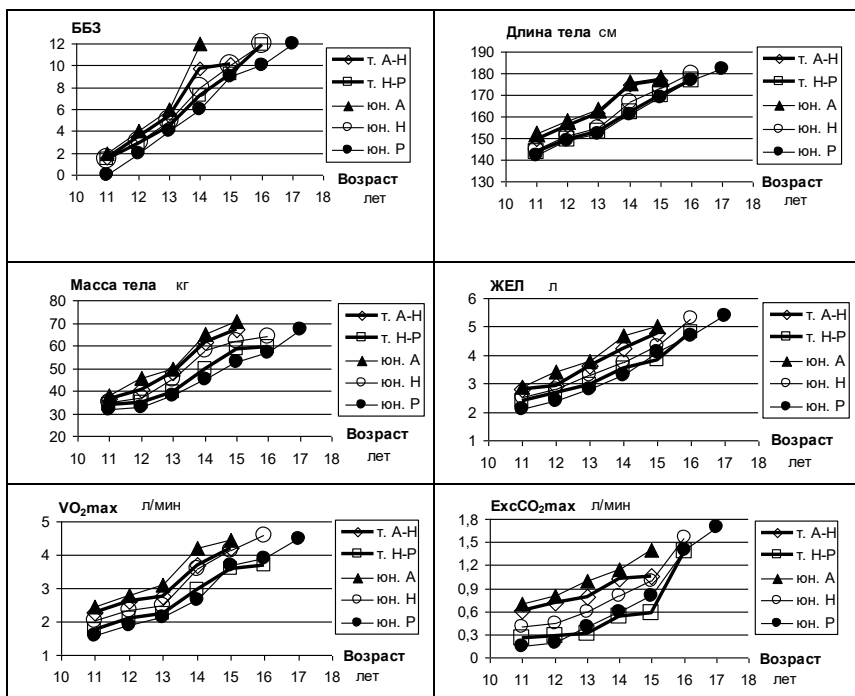 ББЗ
12
10
8
6
4
2
0
10 11 12 13 14 15 16 17 18
Возраст
лет
т. А-Н
т. Н-Р
юн. А
юн. Н
юн. Р
Длина тела см
190
180
170
160
150
140
130
10 11 12 13 14 15 16 17 18
Возраст
лет
т. А-Н
т. Н-Р
юн. А
юн. Н
юн. Р
Масса тела кг
80
70
60
50
40
30
20
10 11 12 13 14 15 16 17 18
Возраст
лет
т. А-Н
т. Н-Р
юн. А
юн. Н
юн. Р
ЖЕЛ л
6
5
4
3
2
1
10 11 12 13 14 15 16 17 18
Возраст
лет
т. А-Н
т. Н-Р
юн. А
юн. Н
юн. Р
VO₂max л/мин
5
4
3
2
1
10 11 12 13 14 15 16 17 18
Возраст
лет
т. А-Н
т. Н-Р
юн. А
юн. Н
юн. Р
ExcCO₂max л/мин
1,8
1,5
1,2
0,9
0,6
0,3
0
10 11 12 13 14 15 16 17 18
Возраст
лет
т. А-Н
т. Н-Р
юн. А
юн. Н
юн. Р